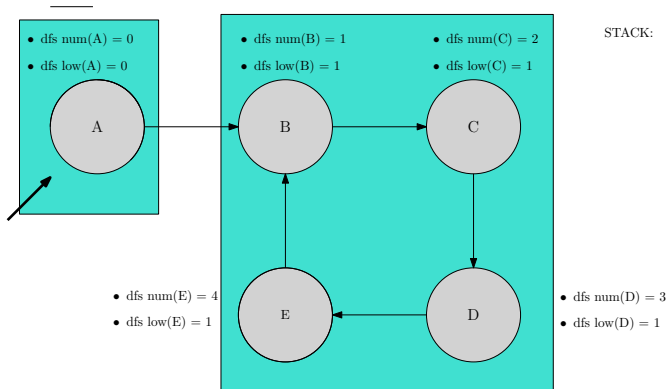 • dfs num(A) = 0
• dfs low(A) = 0
• dfs num(B) = 1
• dfs low(B) = 1
• dfs num(C) = 2
• dfs low(C) = 1
STACK:
A
B
C
• dfs num(E) = 4
• dfs low(E) = 1
E
D
• dfs num(D) = 3
• dfs low(D) = 1